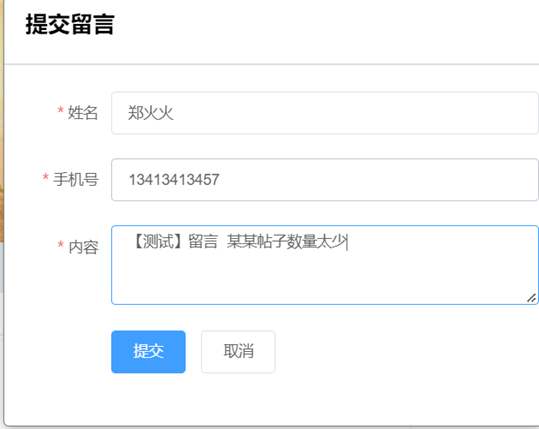 提交留言
* 姓名 郑火火
* 手机号 13413413457
* 内容 【测试】留言 某某帖子数量太少
提交 取消